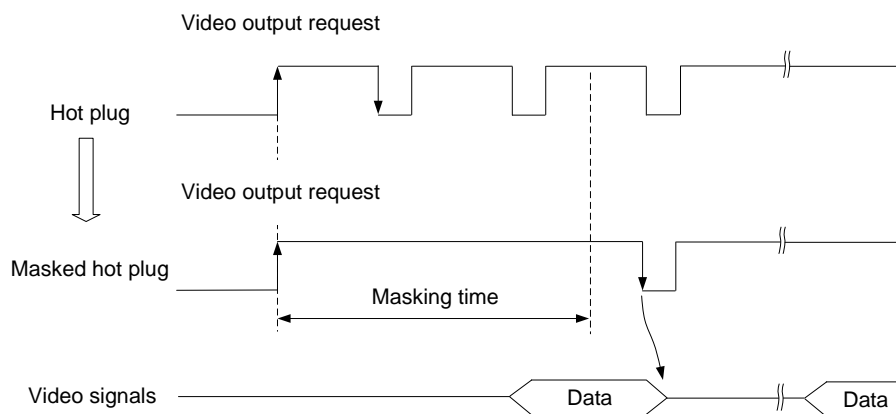 Video output request
Hot plug
Video output request
Masked hot plug
Masking time
Video signals
Data
Data